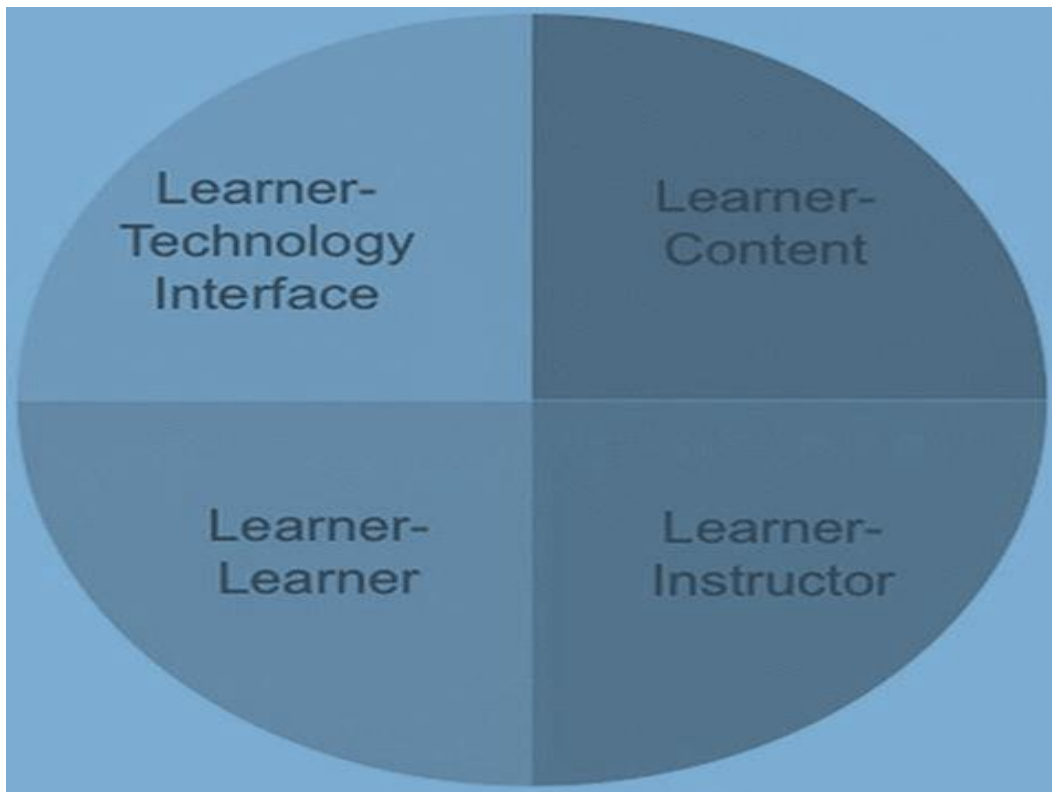 Learner-
Technology
Interface
Learner-
Content
Learner-
Learner
Learner-
Instructor